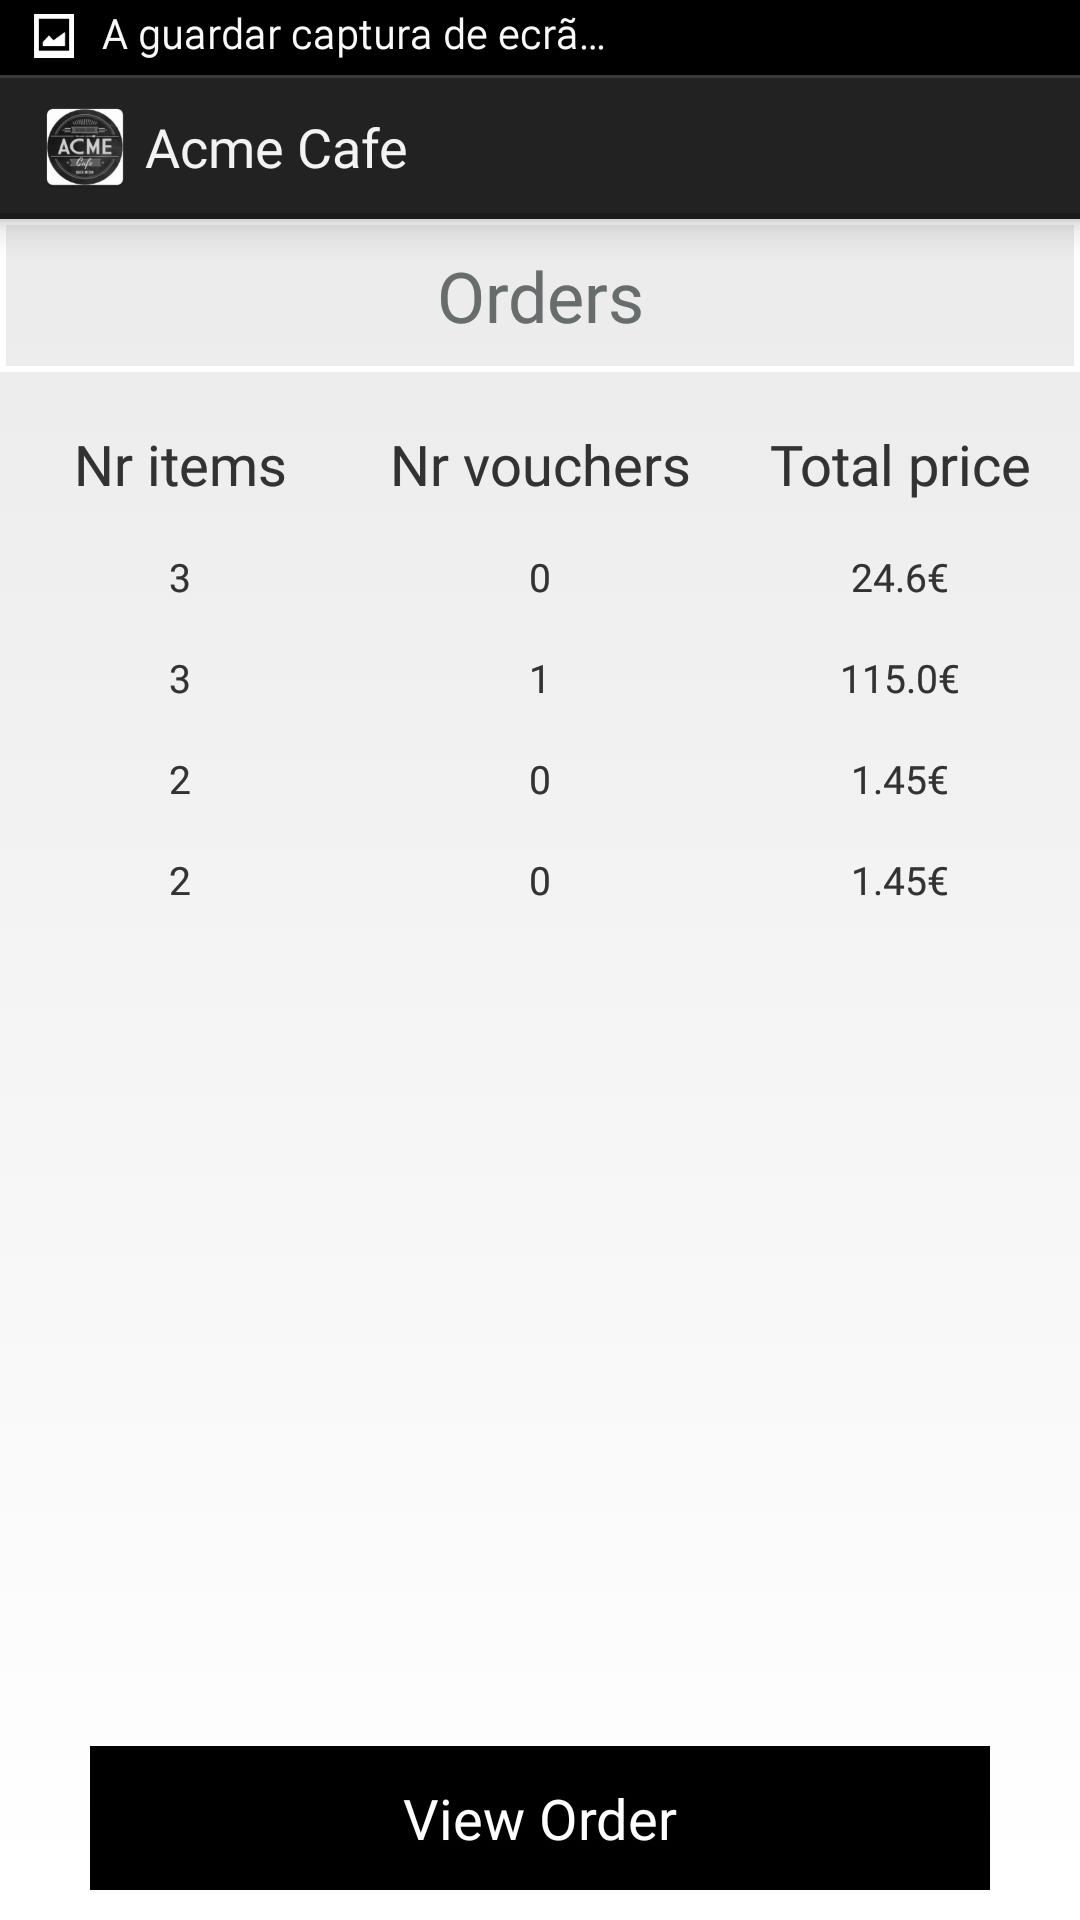 A guardar captura de ecrã...
ACME
Cafe
Acme Cafe
Orders
Nr items Nr vouchers Total price
3 0 24.6€
3 1 115.0€
2 0 1.45€
2 0 1.45€
View Order